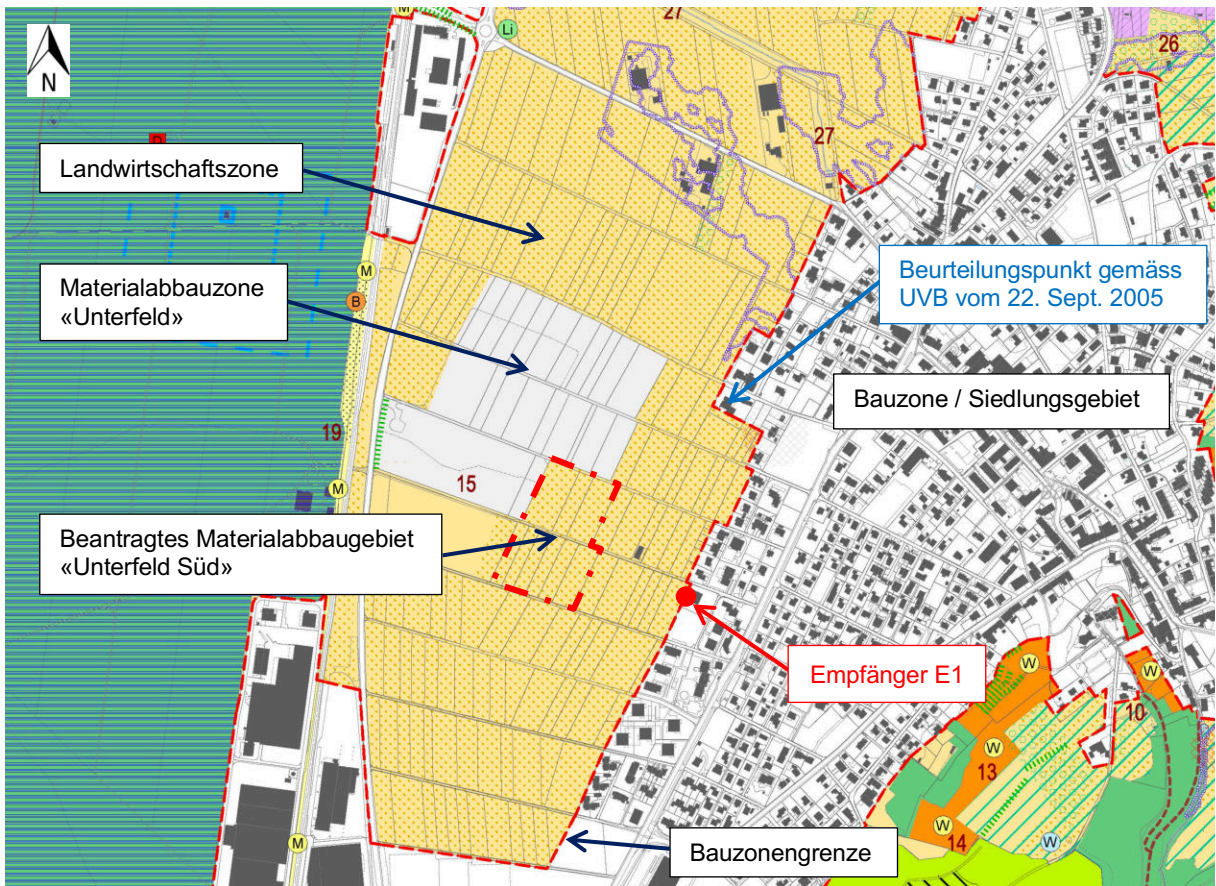 M
27
Li
26
N
Landwirtschaftszone
27
Materialabbauzone
«Unterfeld»
M
B
Beurteilungspunkt gemäss
UVB vom 22. Sept. 2005
Bauzone / Siedlungsgebiet
19
15
M
Beantragtes Materialabbaugebiet
«Unterfeld Süd»
Empfänger E1
W
W
10
W
13
W
14
W
M
Bauzonengrenze